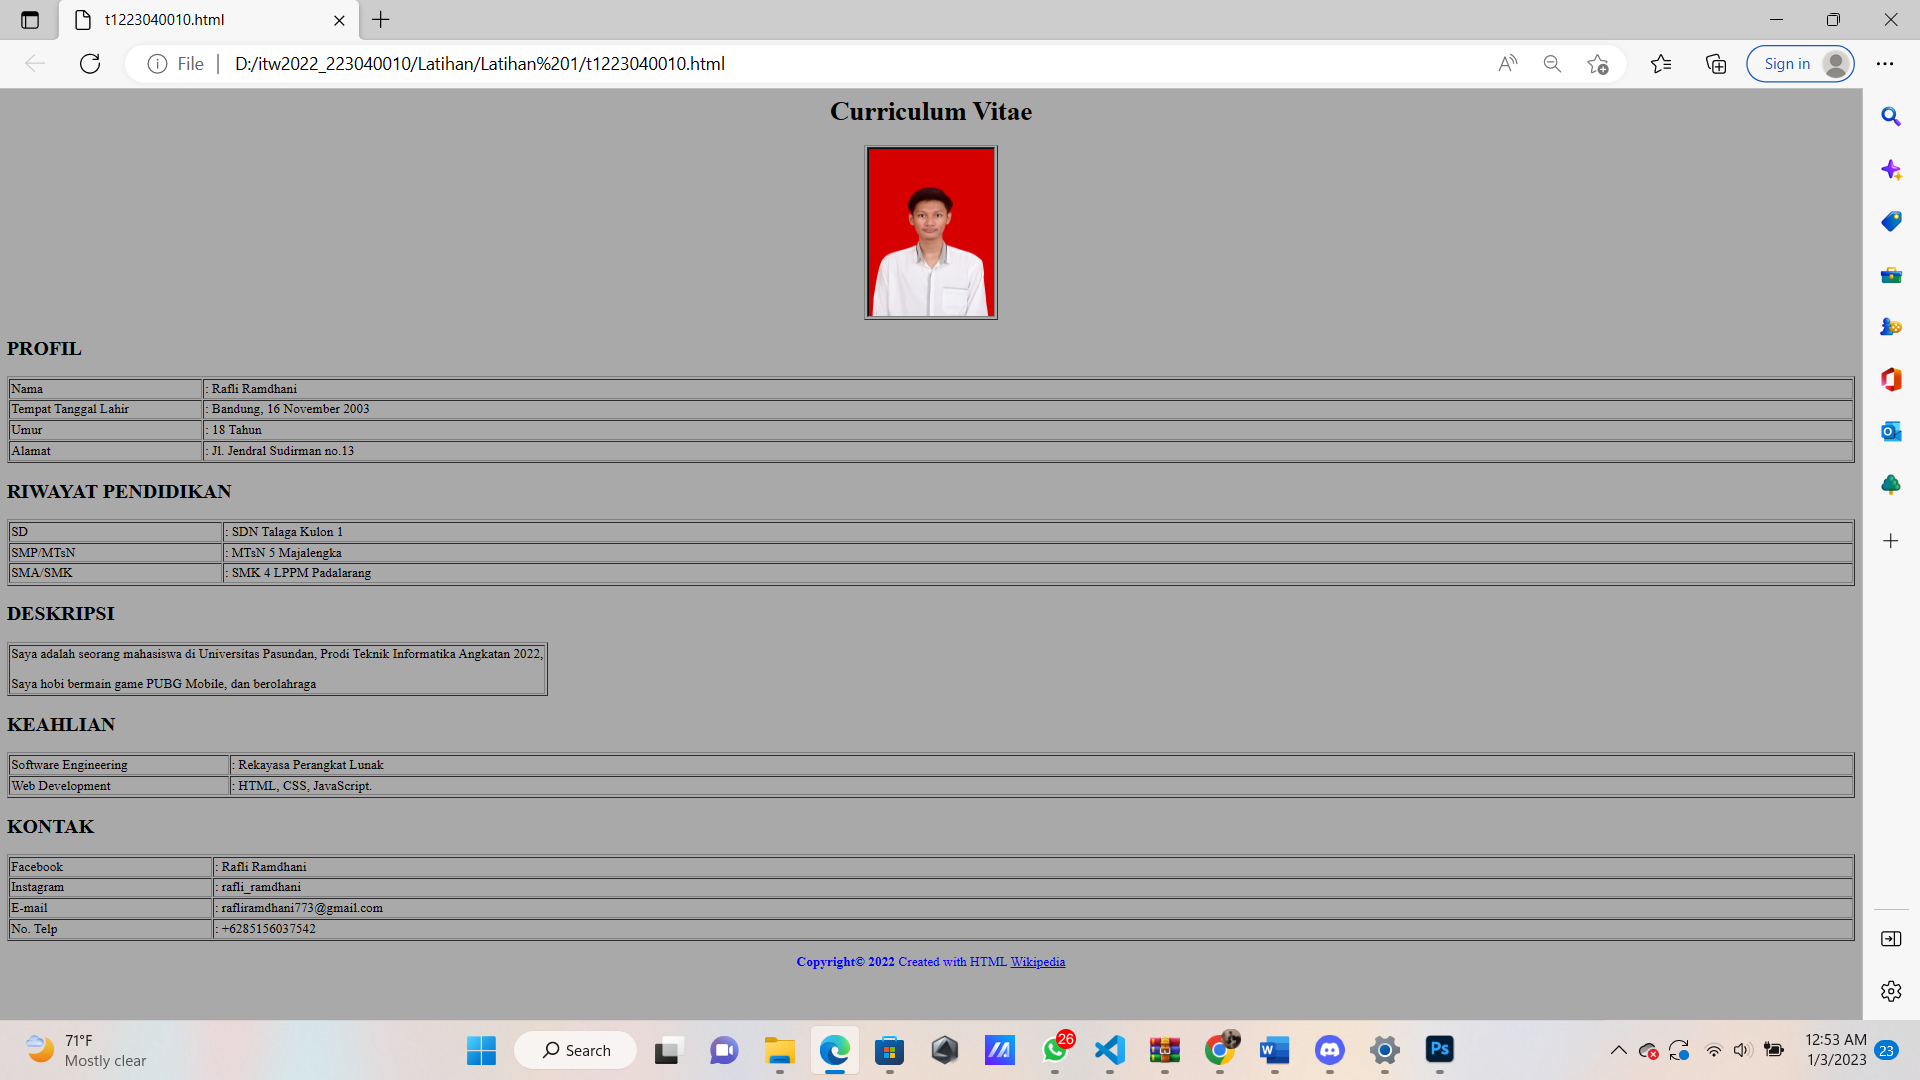 t1223040010.html
File
D:/itw2022_223040010/Latihan/Latihan%201/t1223040010.html
A
Sign in
Curriculum Vitae
PROFIL
Nama : Rafli Ramdhani
Tempat Tanggal Lahir : Bandung, 16 November 2003
Umur : 18 Tahun
Alamat : Jl. Jendral Sudirman no.13
RIWAYAT PENDIDIKAN
SD : SDN Talaga Kulon 1
SMP/MTsN : MTsN 5 Majalengka
SMA/SMK : SMK 4 LPPM Padalarang
DESKRIPSI
Saya adalah seorang mahasiswa di Universitas Pasundan, Prodi Teknik Informatika Angkatan 2022,
Saya hobi bermain game PUBG Mobile, dan berolahraga
KEAHLIAN
Software Engineering : Rekayasa Perangkat Lunak
Web Development : HTML, CSS, JavaScript.
KONTAK
Facebook : Rafli Ramdhani
Instagram : rafli_ramdhani
E-mail : rafliramdhani773@gmail.com
No. Telp : +6285156037542
Copyright© 2022 Created with HTML Wikipedia
71°F
Mostly clear
Search
26
W
Ps
12:53 AM
1/3/2023
23